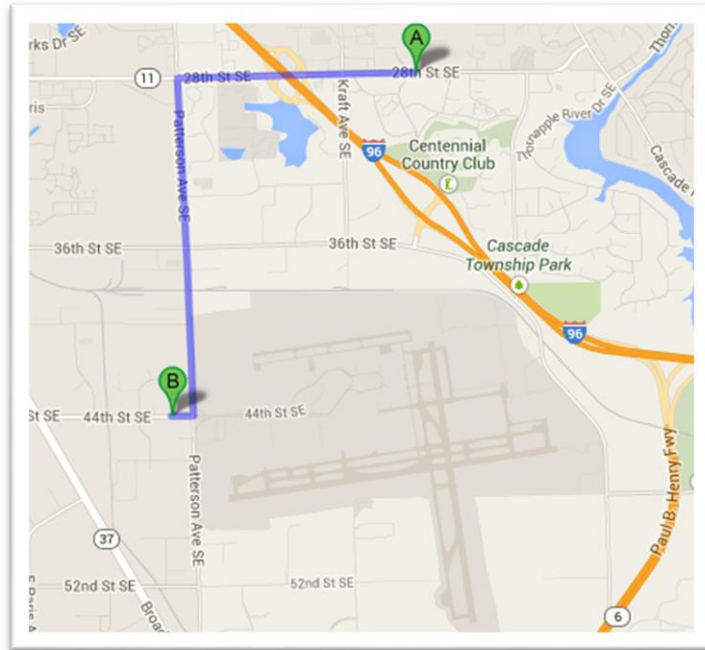 rks Dr SE
A
11
28th St SE
28th St SE
ris
Patterson Ave SE
Kraft Ave SE
96
Centennial
Country Club
Thornapple River Dr SE
Thorn
Cascade
36th St SE
36th St SE
Cascade
Township Park
96
B
St SE
44th St SE
44th St SE
Patterson Ave SE
Paul B. Henry Fwy
37
52nd St SE
52nd St SE
E Paris A
Broad
6